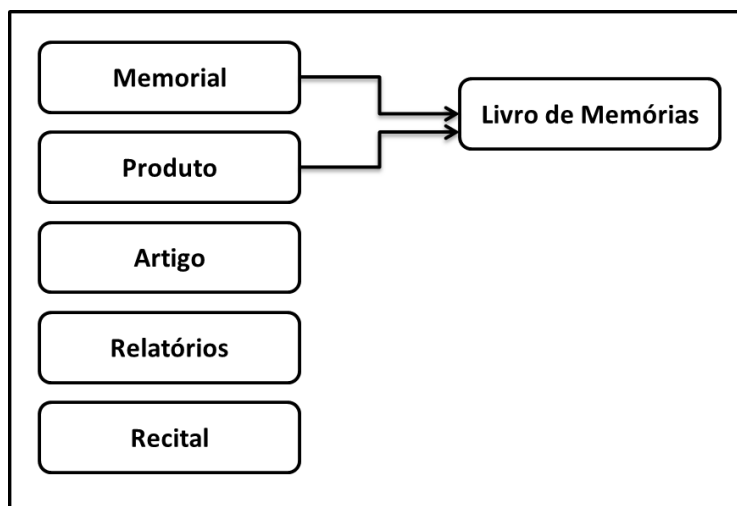 Memorial
Livro de Memórias
Produto
Artigo
Relatórios
Recital